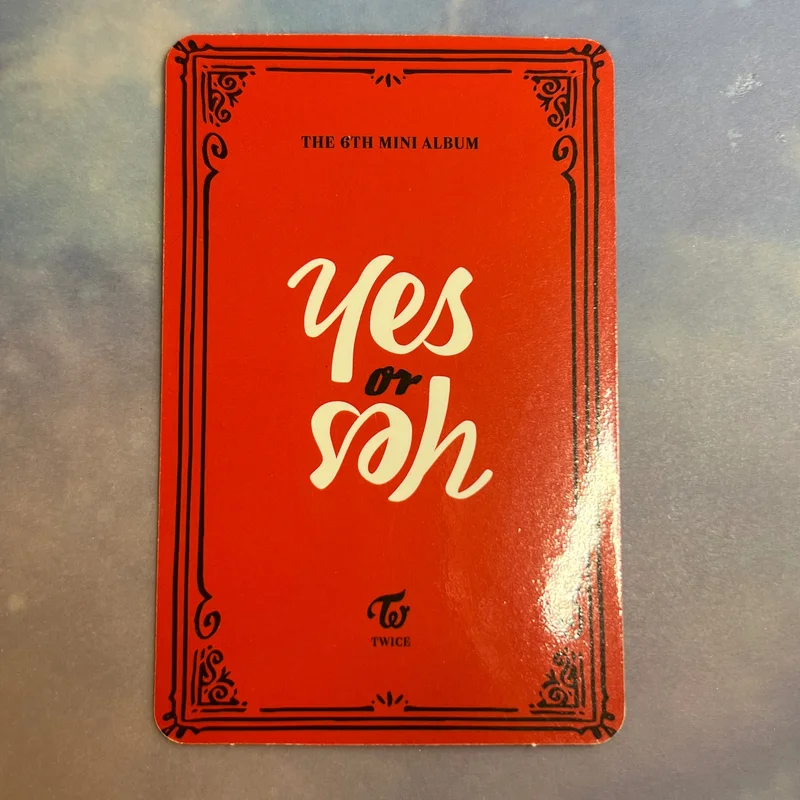 THE 6TH MINI ALBUM
Yes
or
Yes
TWICE